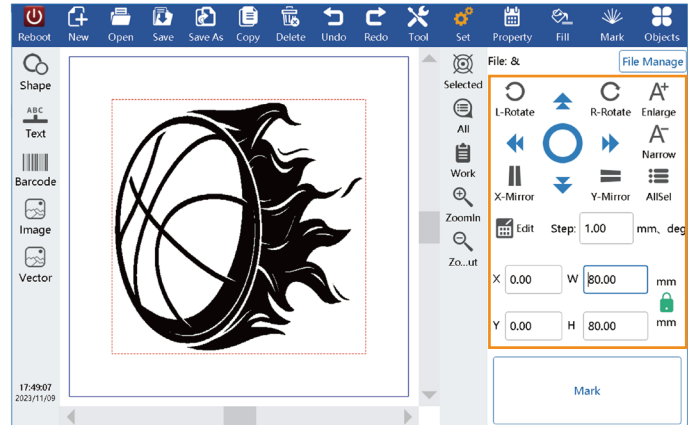 Reboot New Open Save Save As Copy Delete Undo Redo Tool Set Property Fill Mark Objects
Shape
ABC
Text
Barcode
Image
Vector
17:49:07
2023/11/09
Selected
All
Work
ZoomIn
Zo...ut
File: & File Manage
L-Rotate R-Rotate A+ Enlarge
A- Narrow
X-Mirror Y-Mirror AllSel
Edit Step: 1.00 mm、deg
X 0.00 W 80.00 mm
Y 0.00 H 80.00 mm
Mark